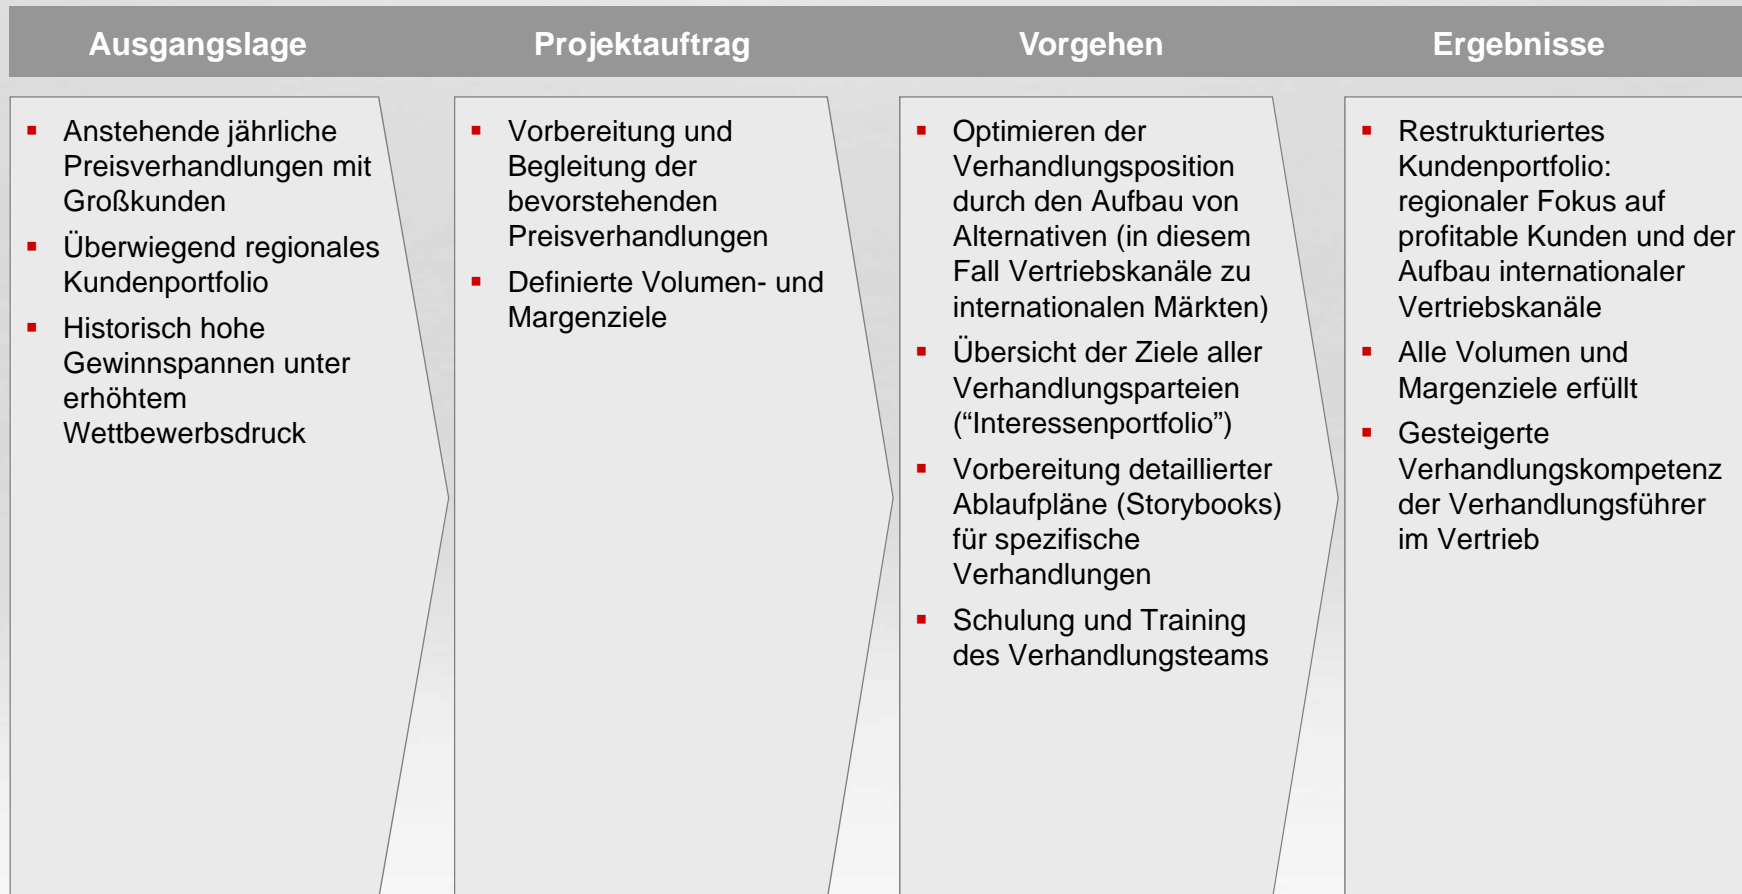 Ausgangslage
Projektauftrag
Vorgehen
Ergebnisse
▪ Anstehende jährliche
Preisverhandlungen mit
Großkunden
▪ Überwiegend regionales
Kundenportfolio
▪ Historisch hohe
Gewinnspannen unter
erhöhtem
Wettbewerbsdruck
▪ Vorbereitung und
Begleitung der
bevorstehenden
Preisverhandlungen
▪ Definierte Volumen- und
Margenziele
▪ Optimieren der
Verhandlungsposition
durch den Aufbau von
Alternativen (in diesem
Fall Vertriebskanäle zu
internationalen Märkten)
▪ Übersicht der Ziele aller
Verhandlungsparteien
(“Interessenportfolio”)
▪ Vorbereitung detaillierter
Ablaufpläne (Storybooks)
für spezifische
Verhandlungen
▪ Schulung und Training
des Verhandlungsteams
▪ Restrukturiertes
Kundenportfolio:
regionaler Fokus auf
profitable Kunden und der
Aufbau internationaler
Vertriebskanäle
▪ Alle Volumen und
Margenziele erfüllt
▪ Gesteigerte
Verhandlungskompetenz
der Verhandlungsführer
im Vertrieb